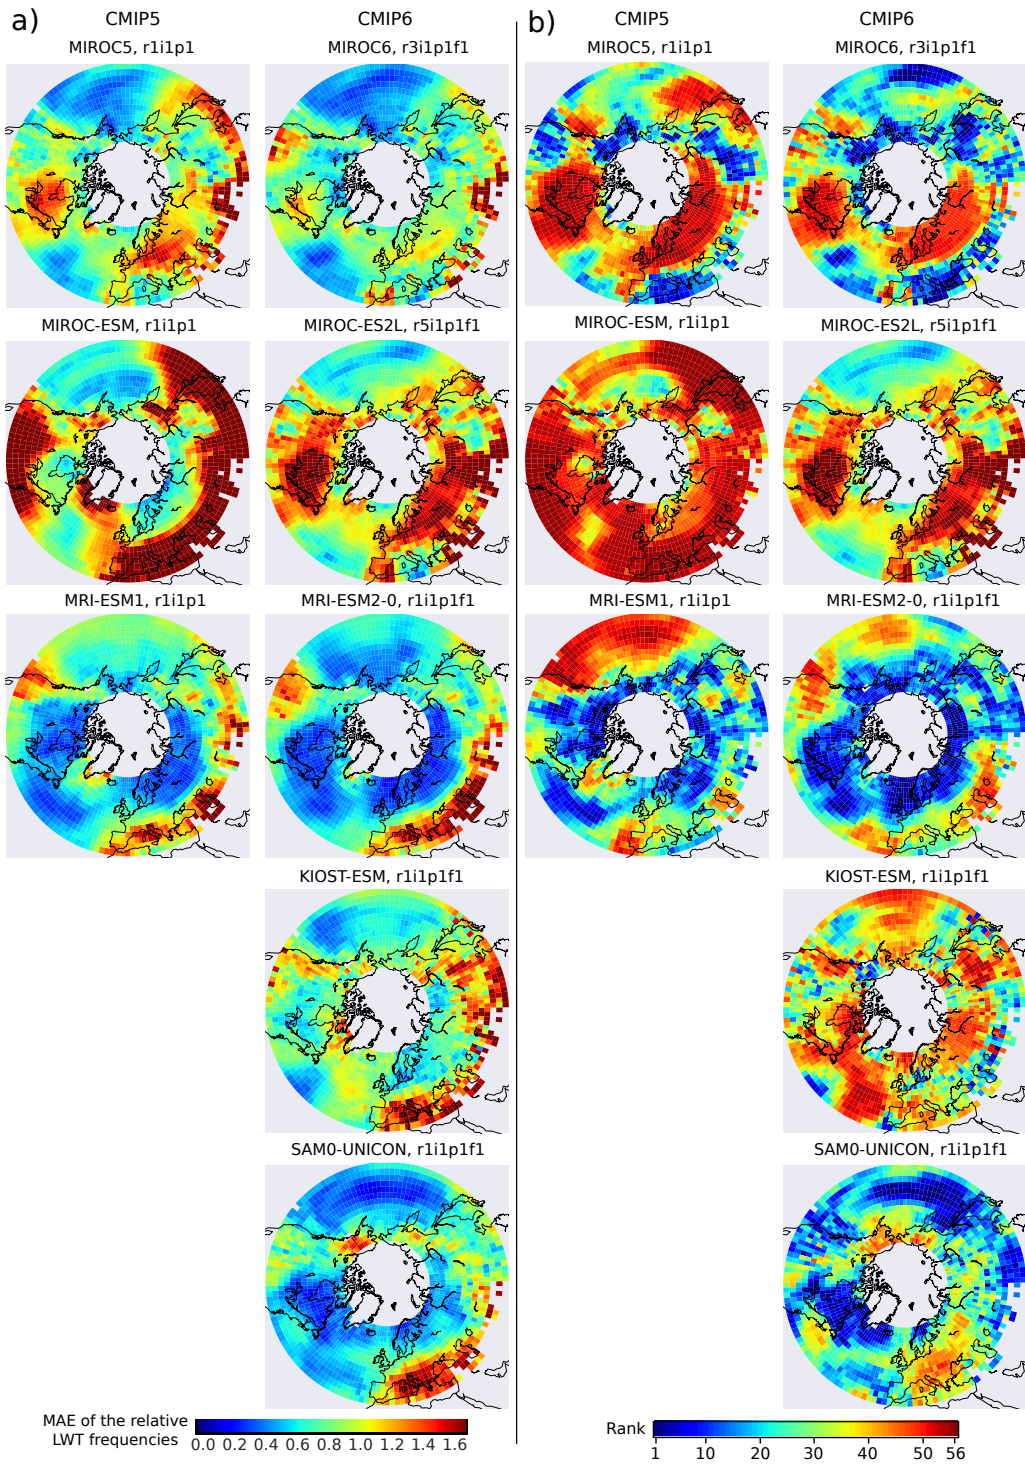 a)
CMIP5
CMIP6
b)
CMIP5
CMIP6
MIROC5, r1i1p1
MIROC6, r3i1p1f1
MIROC5, r1i1p1
MIROC6, r3i1p1f1
MIROC-ESM, r1i1p1
MIROC-ES2L, r5i1p1f1
MIROC-ESM, r1i1p1
MIROC-ES2L, r5i1p1f1
MRI-ESM1, r1i1p1
MRI-ESM2-0, r1i1p1f1
MRI-ESM1, r1i1p1
MRI-ESM2-0, r1i1p1f1
KIOST-ESM, r1i1p1f1
KIOST-ESM, r1i1p1f1
SAM0-UNICON, r1i1p1f1
SAM0-UNICON, r1i1p1f1
MAE of the relative
LWT frequencies
0.0 0.2 0.4 0.6 0.8 1.0 1.2 1.4 1.6
Rank
1 10 20 30 40 50 56